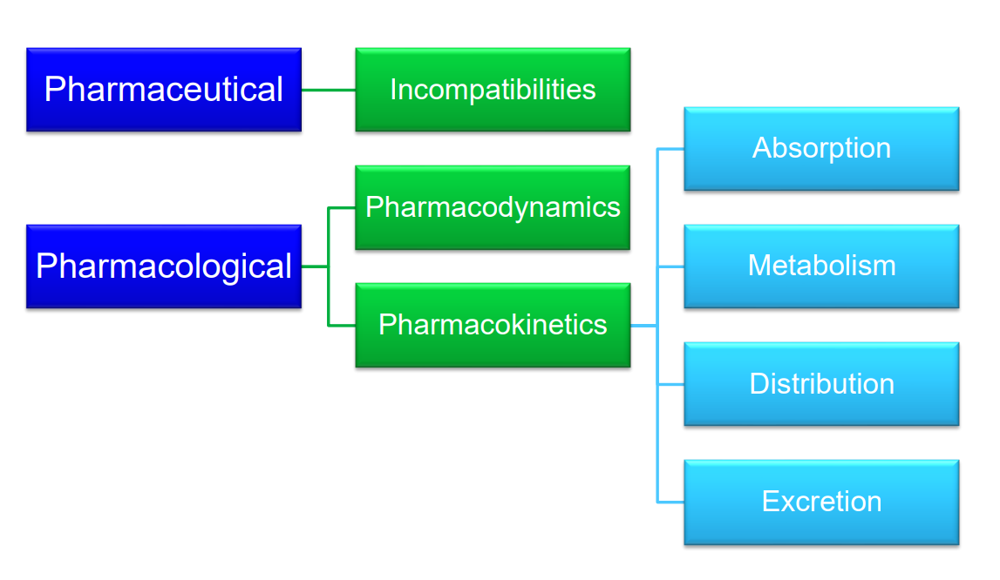 Pharmaceutical
Incompatibilities
Pharmacological
Pharmacodynamics
Pharmacokinetics
Absorption
Metabolism
Distribution
Excretion